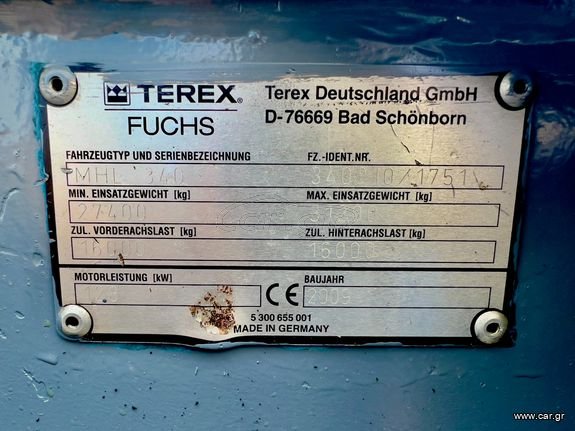 TEREX® Terex Deutschland GmbH
FUCHS D-76669 Bad Schönborn
FAHRZEUGTYP UND SERIENBEZEICHNUNG FZ.-IDENT.NR.
MHL 340
MIN. EINSATZGEWICHT [kg] MAX. EINSATZGEWICHT [kg]
27400
ZUL. VORDERACHSLAST [kg] ZUL. HINTERACHSLAST [kg]
16000
MOTORLEISTUNG [kW] CE BAUJAHR
5 300 655 001
MADE IN GERMANY
www.car.gr